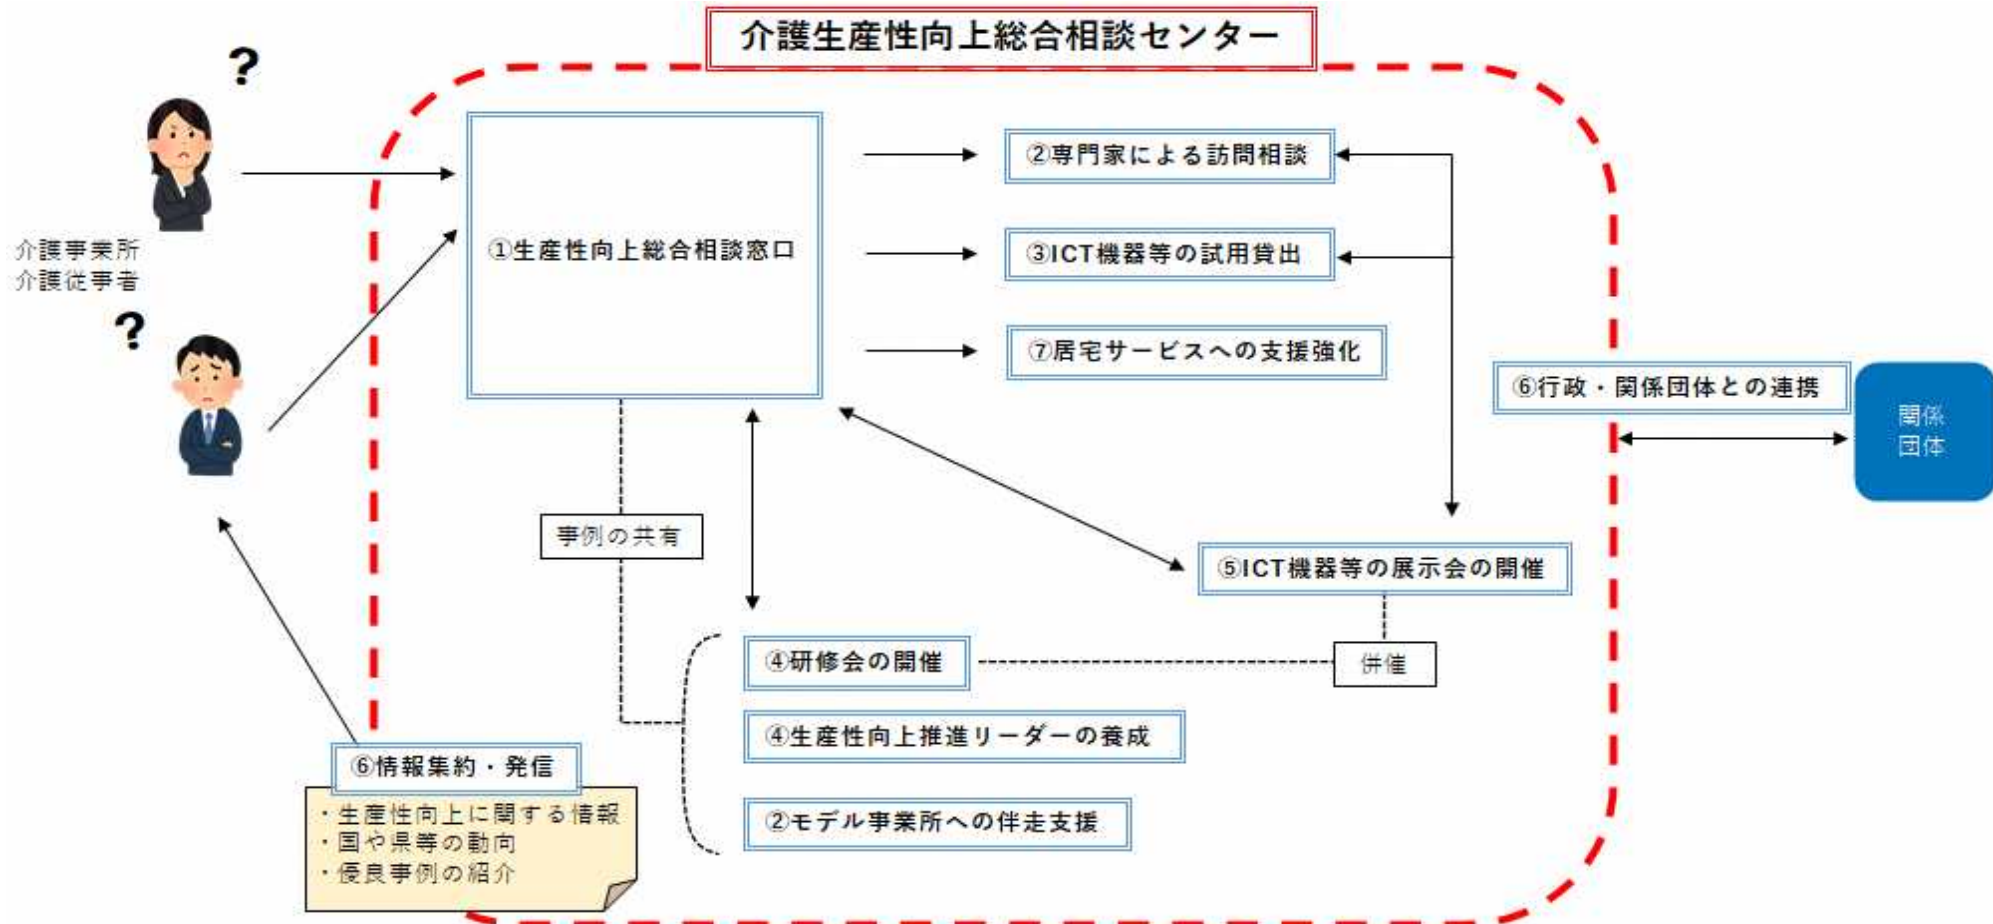 介護生産性向上総合相談センター
?
介護事業所
介護従事者
?
①生産性向上総合相談窓口
②専門家による訪問相談
③ICT機器等の試用貸出
⑦居宅サービスへの支援強化
⑥行政・関係団体との連携
関係
団体
事例の共有
⑤ICT機器等の展示会の開催
④研修会の開催
併催
④生産性向上推進リーダーの養成
②モデル事業所への伴走支援
⑥情報集約・発信
・生産性向上に関する情報
・国や県等の動向
・優良事例の紹介